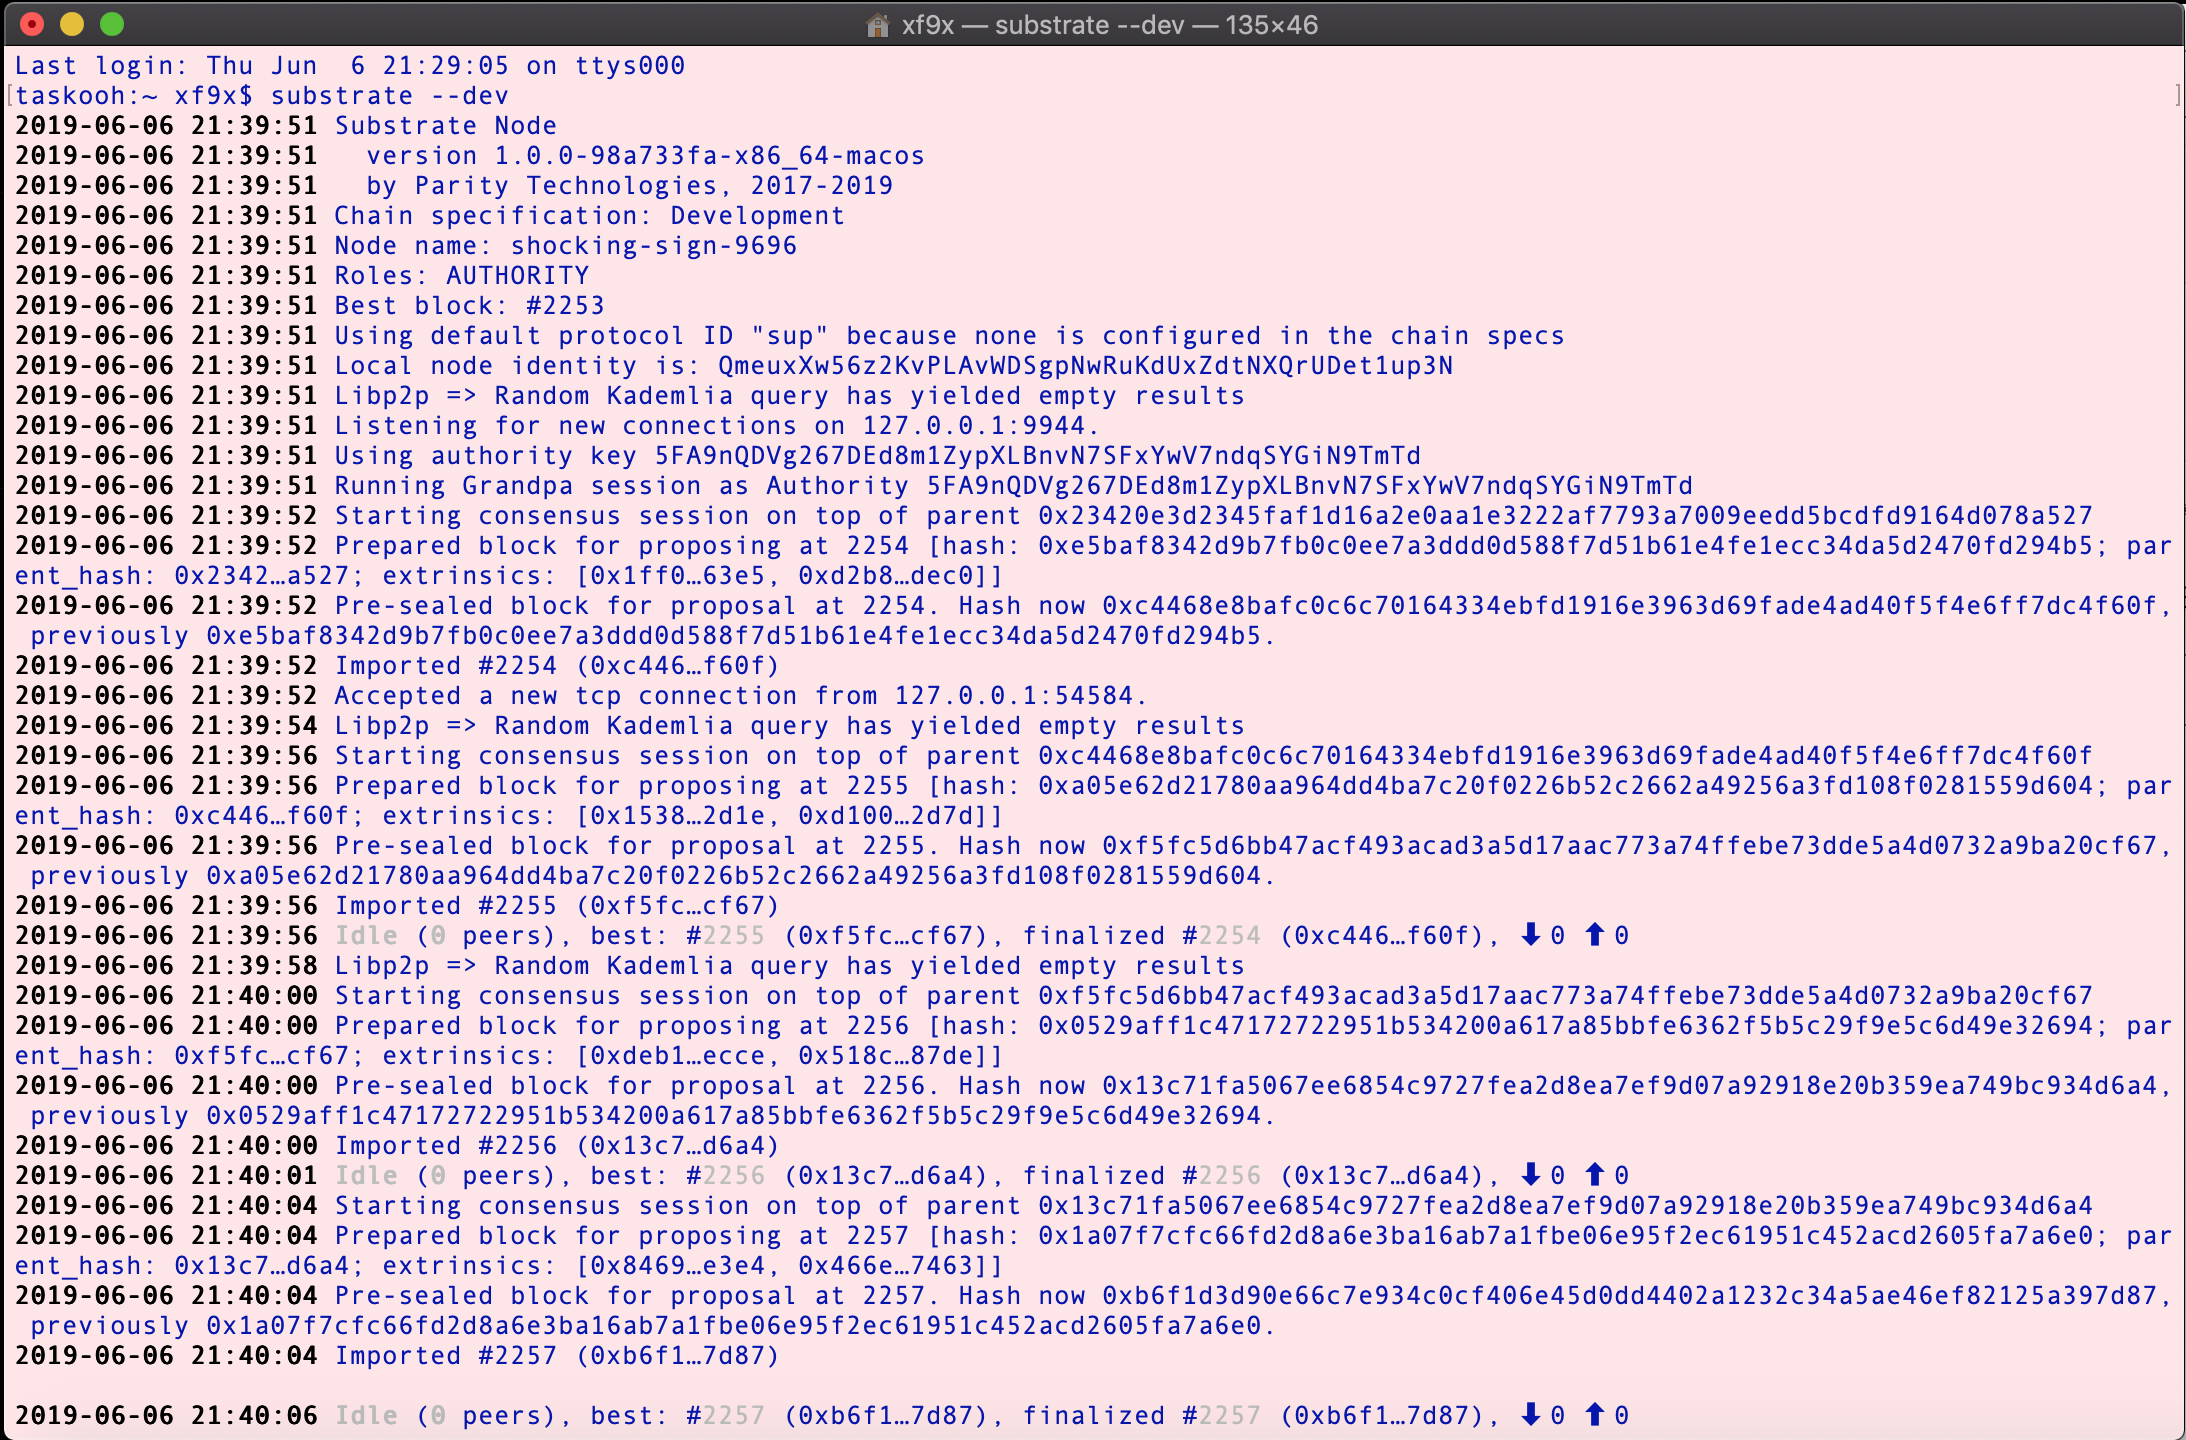 xf9x — substrate --dev — 135×46
Last login: Thu Jun  6 21:29:05 on ttys000
[taskooh:~ xf9x$ substrate --dev ]
2019-06-06 21:39:51 Substrate Node
2019-06-06 21:39:51   version 1.0.0-98a733fa-x86_64-macos
2019-06-06 21:39:51   by Parity Technologies, 2017-2019
2019-06-06 21:39:51 Chain specification: Development
2019-06-06 21:39:51 Node name: shocking-sign-9696
2019-06-06 21:39:51 Roles: AUTHORITY
2019-06-06 21:39:51 Best block: #2253
2019-06-06 21:39:51 Using default protocol ID "sup" because none is configured in the chain specs
2019-06-06 21:39:51 Local node identity is: QmeuxXw56z2KvPLAvWDSgpNwRuKdUxZdtNXQrUDet1up3N
2019-06-06 21:39:51 Libp2p => Random Kademlia query has yielded empty results
2019-06-06 21:39:51 Listening for new connections on 127.0.0.1:9944.
2019-06-06 21:39:51 Using authority key 5FA9nQDVg267DEd8m1ZypXLBnvN7SFxYwV7ndqSYGiN9TmTd
2019-06-06 21:39:51 Running Grandpa session as Authority 5FA9nQDVg267DEd8m1ZypXLBnvN7SFxYwV7ndqSYGiN9TmTd
2019-06-06 21:39:52 Starting consensus session on top of parent 0x23420e3d2345faf1d16a2e0aa1e3222af7793a7009eedd5bcdfd9164d078a527
2019-06-06 21:39:52 Prepared block for proposing at 2254 [hash: 0xe5baf8342d9b7fb0c0ee7a3ddd0d588f7d51b61e4fe1ecc34da5d2470fd294b5; par
ent_hash: 0x2342…a527; extrinsics: [0x1ff0…63e5, 0xd2b8…dec0]]
2019-06-06 21:39:52 Pre-sealed block for proposal at 2254. Hash now 0xc4468e8bafc0c6c70164334ebfd1916e3963d69fade4ad40f5f4e6ff7dc4f60f,
 previously 0xe5baf8342d9b7fb0c0ee7a3ddd0d588f7d51b61e4fe1ecc34da5d2470fd294b5.
2019-06-06 21:39:52 Imported #2254 (0xc446…f60f)
2019-06-06 21:39:52 Accepted a new tcp connection from 127.0.0.1:54584.
2019-06-06 21:39:54 Libp2p => Random Kademlia query has yielded empty results
2019-06-06 21:39:56 Starting consensus session on top of parent 0xc4468e8bafc0c6c70164334ebfd1916e3963d69fade4ad40f5f4e6ff7dc4f60f
2019-06-06 21:39:56 Prepared block for proposing at 2255 [hash: 0xa05e62d21780aa964dd4ba7c20f0226b52c2662a49256a3fd108f0281559d604; par
ent_hash: 0xc446…f60f; extrinsics: [0x1538…2d1e, 0xd100…2d7d]]
2019-06-06 21:39:56 Pre-sealed block for proposal at 2255. Hash now 0xf5fc5d6bb47acf493acad3a5d17aac773a74ffebe73dde5a4d0732a9ba20cf67,
 previously 0xa05e62d21780aa964dd4ba7c20f0226b52c2662a49256a3fd108f0281559d604.
2019-06-06 21:39:56 Imported #2255 (0xf5fc…cf67)
2019-06-06 21:39:56 Idle (0 peers), best: #2255 (0xf5fc…cf67), finalized #2254 (0xc446…f60f), ⬇ 0 ⬆ 0
2019-06-06 21:39:58 Libp2p => Random Kademlia query has yielded empty results
2019-06-06 21:40:00 Starting consensus session on top of parent 0xf5fc5d6bb47acf493acad3a5d17aac773a74ffebe73dde5a4d0732a9ba20cf67
2019-06-06 21:40:00 Prepared block for proposing at 2256 [hash: 0x0529aff1c47172722951b534200a617a85bbfe6362f5b5c29f9e5c6d49e32694; par
ent_hash: 0xf5fc…cf67; extrinsics: [0xdeb1…ecce, 0x518c…87de]]
2019-06-06 21:40:00 Pre-sealed block for proposal at 2256. Hash now 0x13c71fa5067ee6854c9727fea2d8ea7ef9d07a92918e20b359ea749bc934d6a4,
 previously 0x0529aff1c47172722951b534200a617a85bbfe6362f5b5c29f9e5c6d49e32694.
2019-06-06 21:40:00 Imported #2256 (0x13c7…d6a4)
2019-06-06 21:40:01 Idle (0 peers), best: #2256 (0x13c7…d6a4), finalized #2256 (0x13c7…d6a4), ⬇ 0 ⬆ 0
2019-06-06 21:40:04 Starting consensus session on top of parent 0x13c71fa5067ee6854c9727fea2d8ea7ef9d07a92918e20b359ea749bc934d6a4
2019-06-06 21:40:04 Prepared block for proposing at 2257 [hash: 0x1a07f7cfc66fd2d8a6e3ba16ab7a1fbe06e95f2ec61951c452acd2605fa7a6e0; par
ent_hash: 0x13c7…d6a4; extrinsics: [0x8469…e3e4, 0x466e…7463]]
2019-06-06 21:40:04 Pre-sealed block for proposal at 2257. Hash now 0xb6f1d3d90e66c7e934c0cf406e45d0dd4402a1232c34a5ae46ef82125a397d87,
 previously 0x1a07f7cfc66fd2d8a6e3ba16ab7a1fbe06e95f2ec61951c452acd2605fa7a6e0.
2019-06-06 21:40:04 Imported #2257 (0xb6f1…7d87)
2019-06-06 21:40:06 Idle (0 peers), best: #2257 (0xb6f1…7d87), finalized #2257 (0xb6f1…7d87), ⬇ 0 ⬆ 0